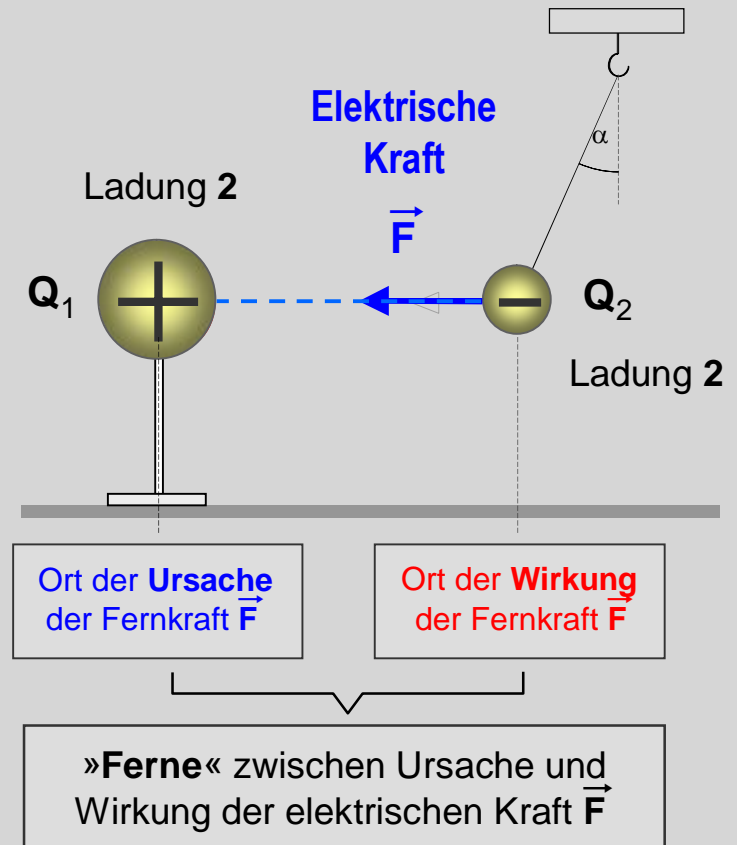 Elektrische
Kraft
α
Ladung 2
F
Q1
Q2
Ladung 2
Ort der Ursache
der Fernkraft F
Ort der Wirkung
der Fernkraft F
»Ferne« zwischen Ursache und
Wirkung der elektrischen Kraft F